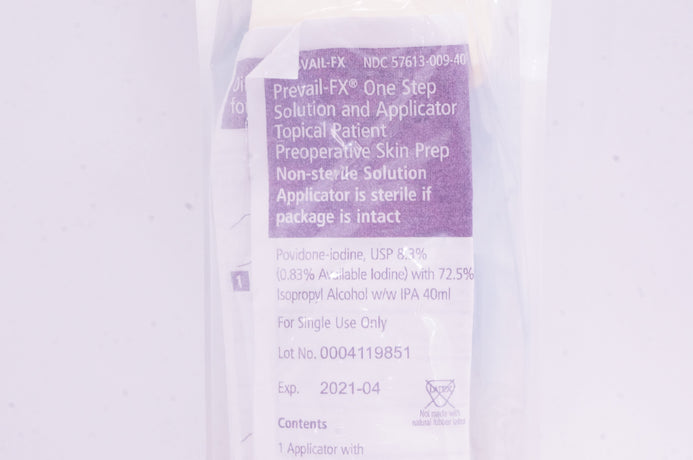 VAIL-FX NDC 57613-009-40
Prevail-FX® One Step
Solution and Applicator
Topical Patient
Preoperative Skin Prep
Non-sterile Solution
Applicator is sterile if
package is intact
Povidone-iodine, USP 8.3%
(0.83% Available Iodine) with 72.5%
Isopropyl Alcohol w/w IPA 40ml
For Single Use Only
Lot No. 0004119851
Exp. 2021-04
LATEX
Not made with
natural rubber latex
Contents
1 Applicator with
1